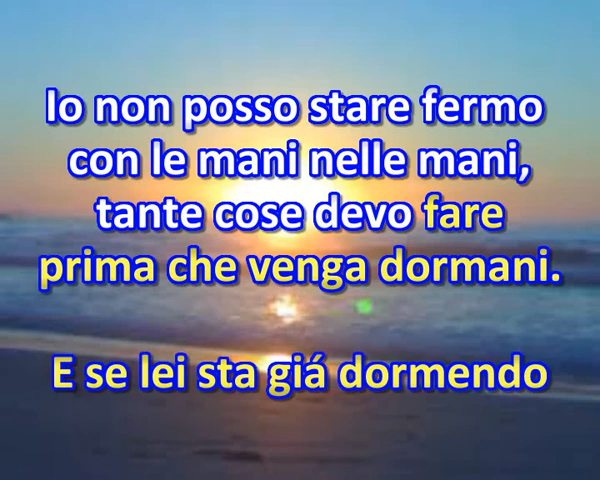 Io non posso stare fermo
con le mani nelle mani,
tante cose devo fare
prima che venga dormani.
E se lei sta giá dormendo